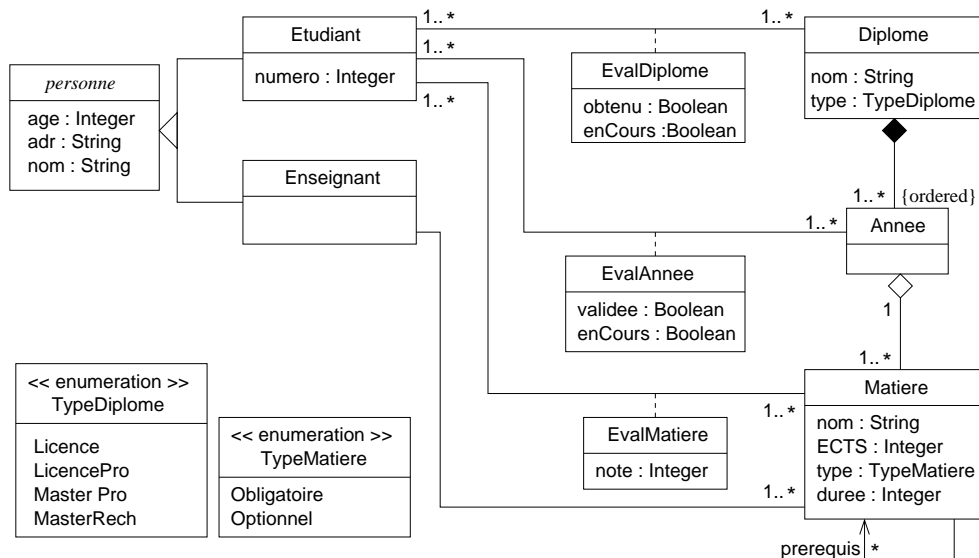 personne
age : Integer
adr : String
nom : String
Etudiant
numero : Integer
Enseignant
1.. *
1.. *
1.. *
1.. *
EvalDiplome
obtenu : Boolean
enCours :Boolean
Diplome
nom : String
type : TypeDiplome
1.. *
{ordered}
1.. *
Annee
EvalAnnee
validee : Boolean
enCours : Boolean
1
1.. *
Matiere
nom : String
ECTS : Integer
type : TypeMatiere
duree : Integer
1.. *
EvalMatiere
note : Integer
1.. *
prerequis *
<< enumeration >>
TypeDiplome
Licence
LicencePro
Master Pro
MasterRech
<< enumeration >>
TypeMatiere
Obligatoire
Optionnel